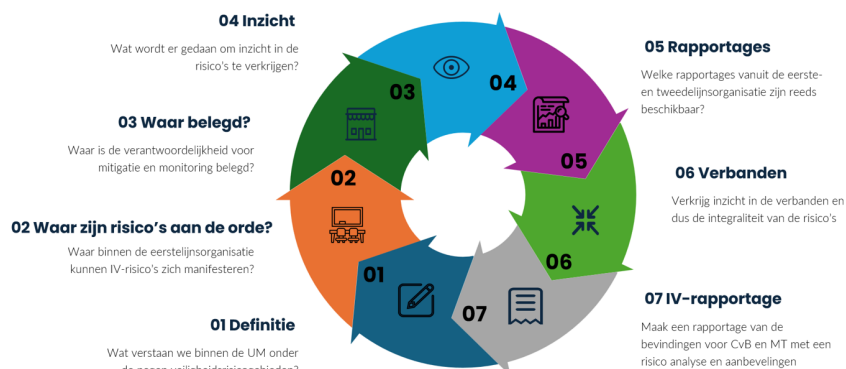 04 Inzicht
Wat wordt er gedaan om inzicht in de
risico's te verkrijgen?
03 Waar belegd?
Waar is de verantwoordelijkheid voor
mitigatie en monitoring belegd?
02 Waar zijn risico's aan de orde?
Waar binnen de eerstelijnsorganisatie
kunnen IV-risico's zich manifesteren?
01 Definitie
Wat verstaan we binnen de UM onder
de negen veiligheidsrisicogebieden?
04
03
05
02
06
01
07
05 Rapportages
Welke rapportages vanuit de eerste-
en tweedelijnsorganisatie zijn reeds
beschikbaar?
06 Verbanden
Verkrijg inzicht in de verbanden en
dus de integraliteit van de risico's
07 IV-rapportage
Maak een rapportage van de
bevindingen voor CvB en MT met een
risico analyse en aanbevelingen